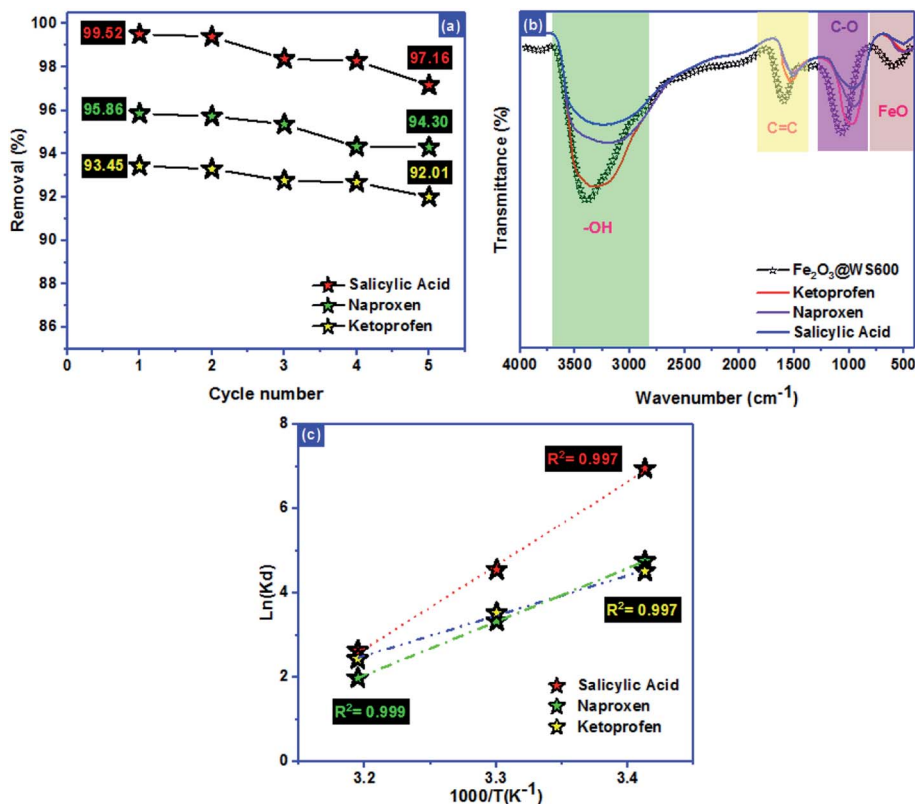 (a)
Removal (%)
100
98
96
94
92
90
88
86
99.52
97.16
95.86
94.30
93.45
92.01
Salicylic Acid
Naproxen
Ketoprofen
0
1
2
3
4
5
Cycle number
(b)
Transmittance (%)
C-O
C=C
FeO
-OH
Fe₂O₃@WS600
Ketoprofen
Naproxen
Salicylic Acid
4000
3500
3000
2500
2000
1500
1000
500
Wavenumber (cm⁻¹)
(c)
Ln(Kd)
8
6
4
2
0
R²= 0.997
R²= 0.997
R²= 0.999
Salicylic Acid
Naproxen
Ketoprofen
3.2
3.3
3.4
1000/T(K⁻¹)